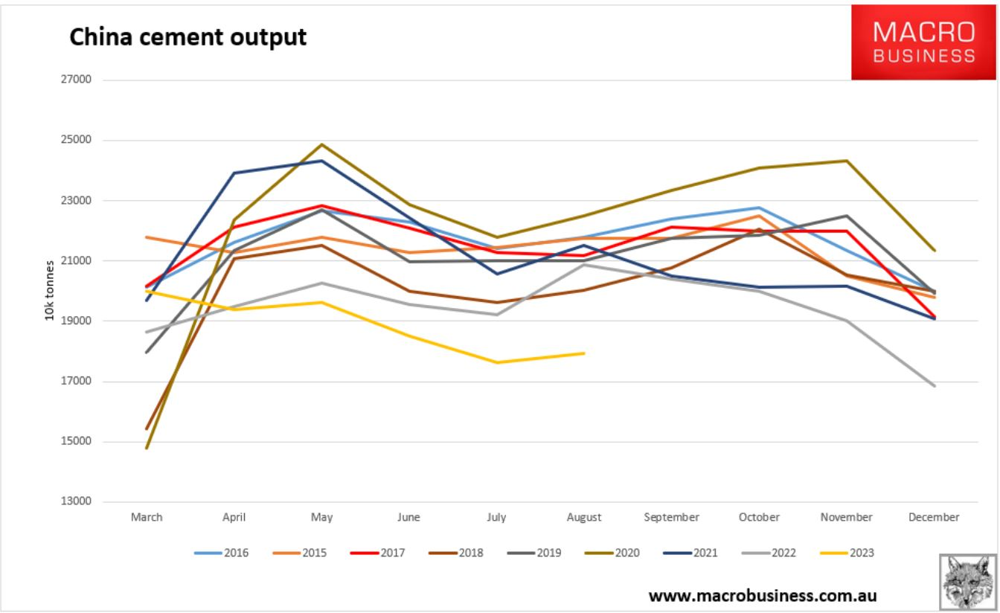 China cement output
MACRO
BUSINESS
27000
25000
23000
21000
19000
17000
15000
13000
10k tonnes
March April May June July August September October November December
2016 2015 2017 2018 2019 2020 2021 2022 2023
www.macrobusiness.com.au